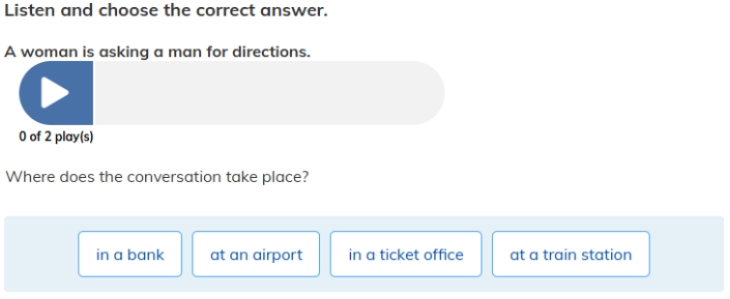 Listen and choose the correct answer.
A woman is asking a man for directions.
0 of 2 play(s)
Where does the conversation take place?
in a bank
at an airport
in a ticket office
at a train station